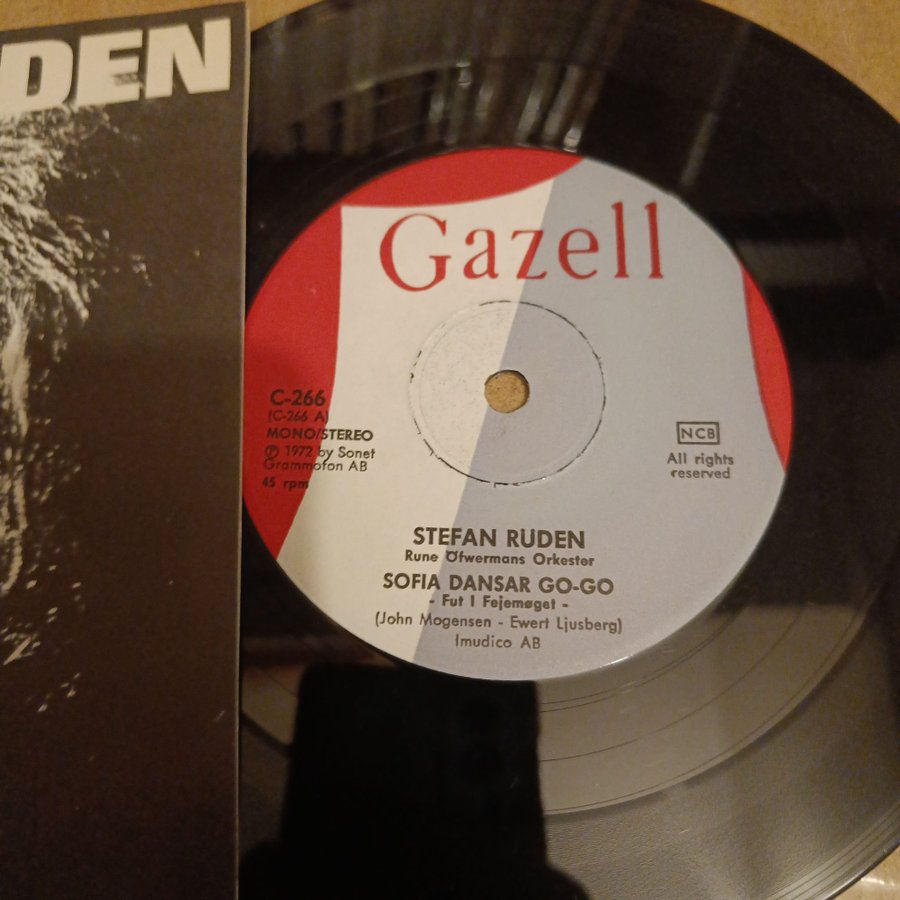 DEN
Gazell
C-266
(C-266 A)
MONO/STEREO
℗ 1972 by Sonet
Grammofon AB
45 rpm
NCB
All rights
reserved
STEFAN RÜDEN
Rune Öfwermans Orkester
SOFIA DANSAR GO-GO
- Fut I Fejemøget -
(John Mogensen - Ewert Ljusberg)
Imudico AB